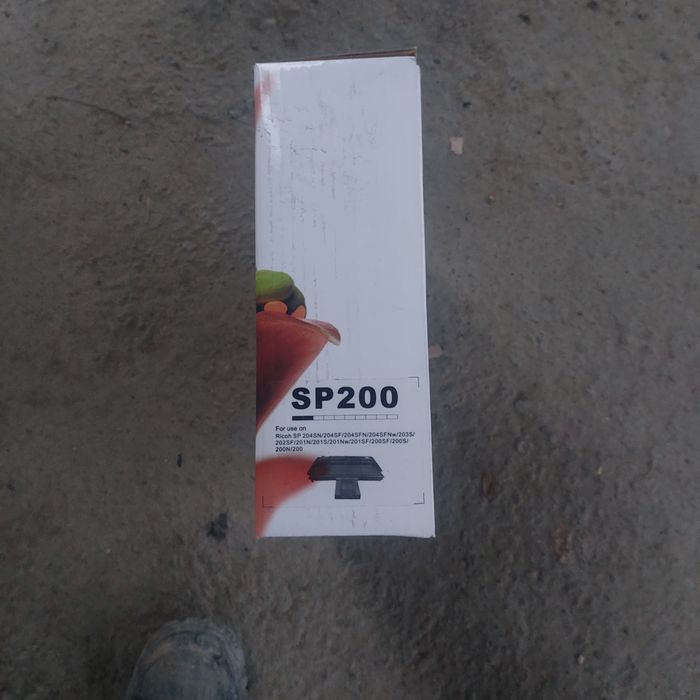 SP200
For use on
Ricoh SP 204SN/204SF/204SFN/204SFNw/203S/
202SF/201N/201S/201Nw/201SF/200SF/200S/
200N/200